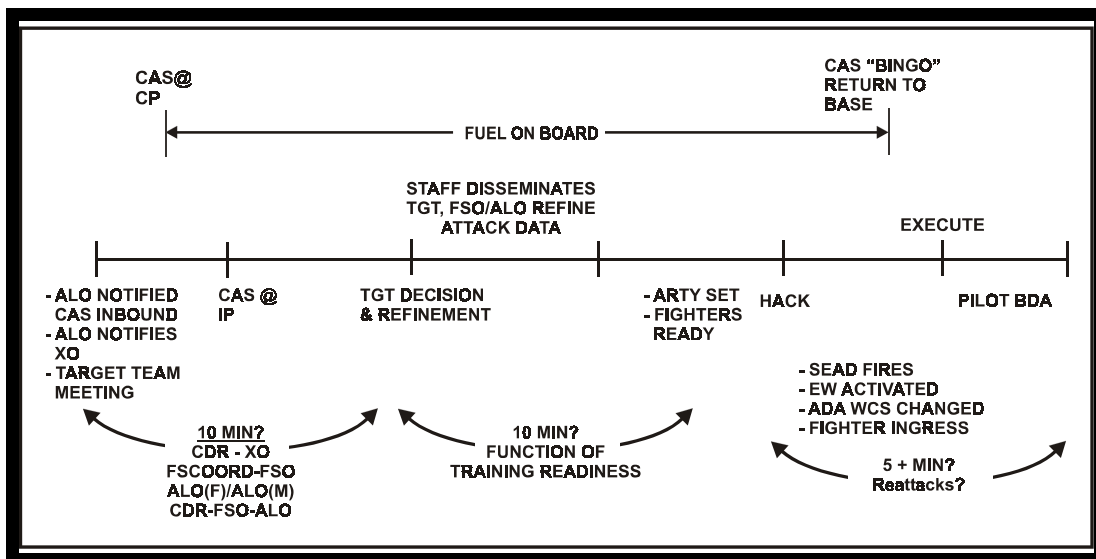 CAS@
CP
CAS “BINGO”
RETURN TO
BASE
FUEL ON BOARD
STAFF DISSEMINATES
TGT, FSO/ALO REFINE
ATTACK DATA
EXECUTE
- ALO NOTIFIED
CAS INBOUND
- ALO NOTIFIES
XO
- TARGET TEAM
MEETING
CAS @
IP
TGT DECISION
& REFINEMENT
- ARTY SET
- FIGHTERS
READY
HACK
PILOT BDA
- SEAD FIRES
- EW ACTIVATED
- ADA WCS CHANGED
- FIGHTER INGRESS
10 MIN?
CDR - XO
FSCOORD-FSO
ALO(F)/ALO(M)
CDR-FSO-ALO
10 MIN?
FUNCTION OF
TRAINING READINESS
5 + MIN?
Reattacks?